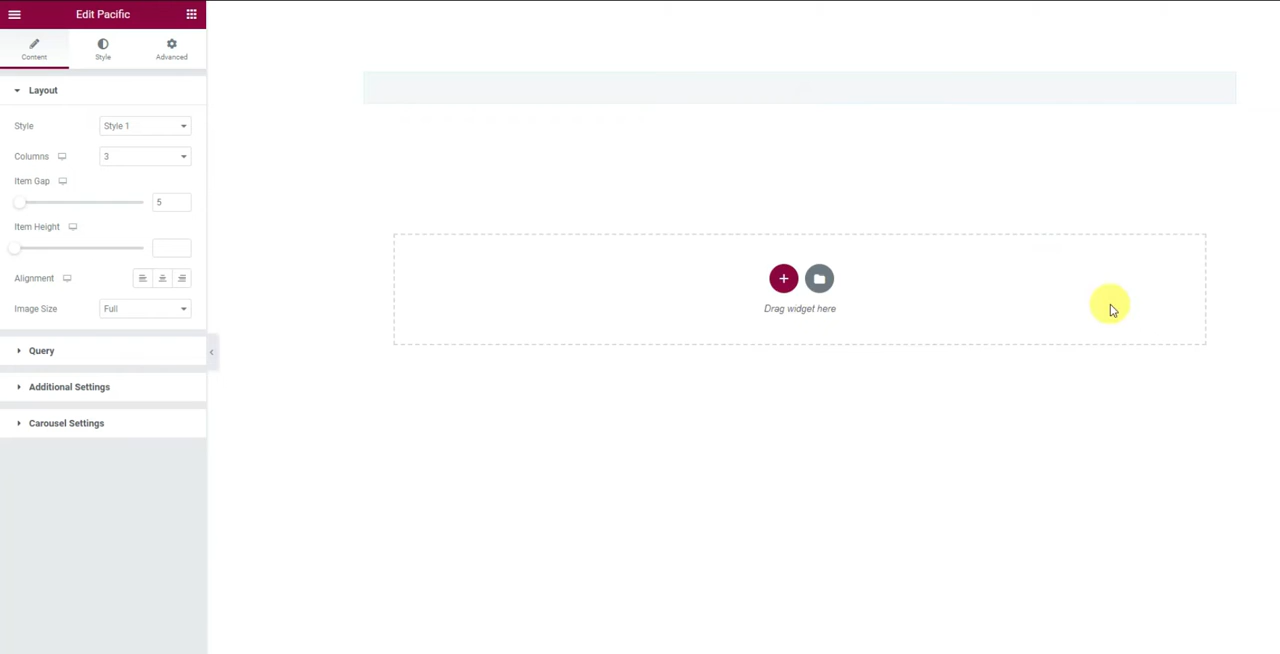 Edit Pacific
Content
Style
Advanced
Layout
Style
Style 1
Columns
3
Item Gap
5
Item Height
Alignment
Image Size
Full
Query
Additional Settings
Carousel Settings
Drag widget here